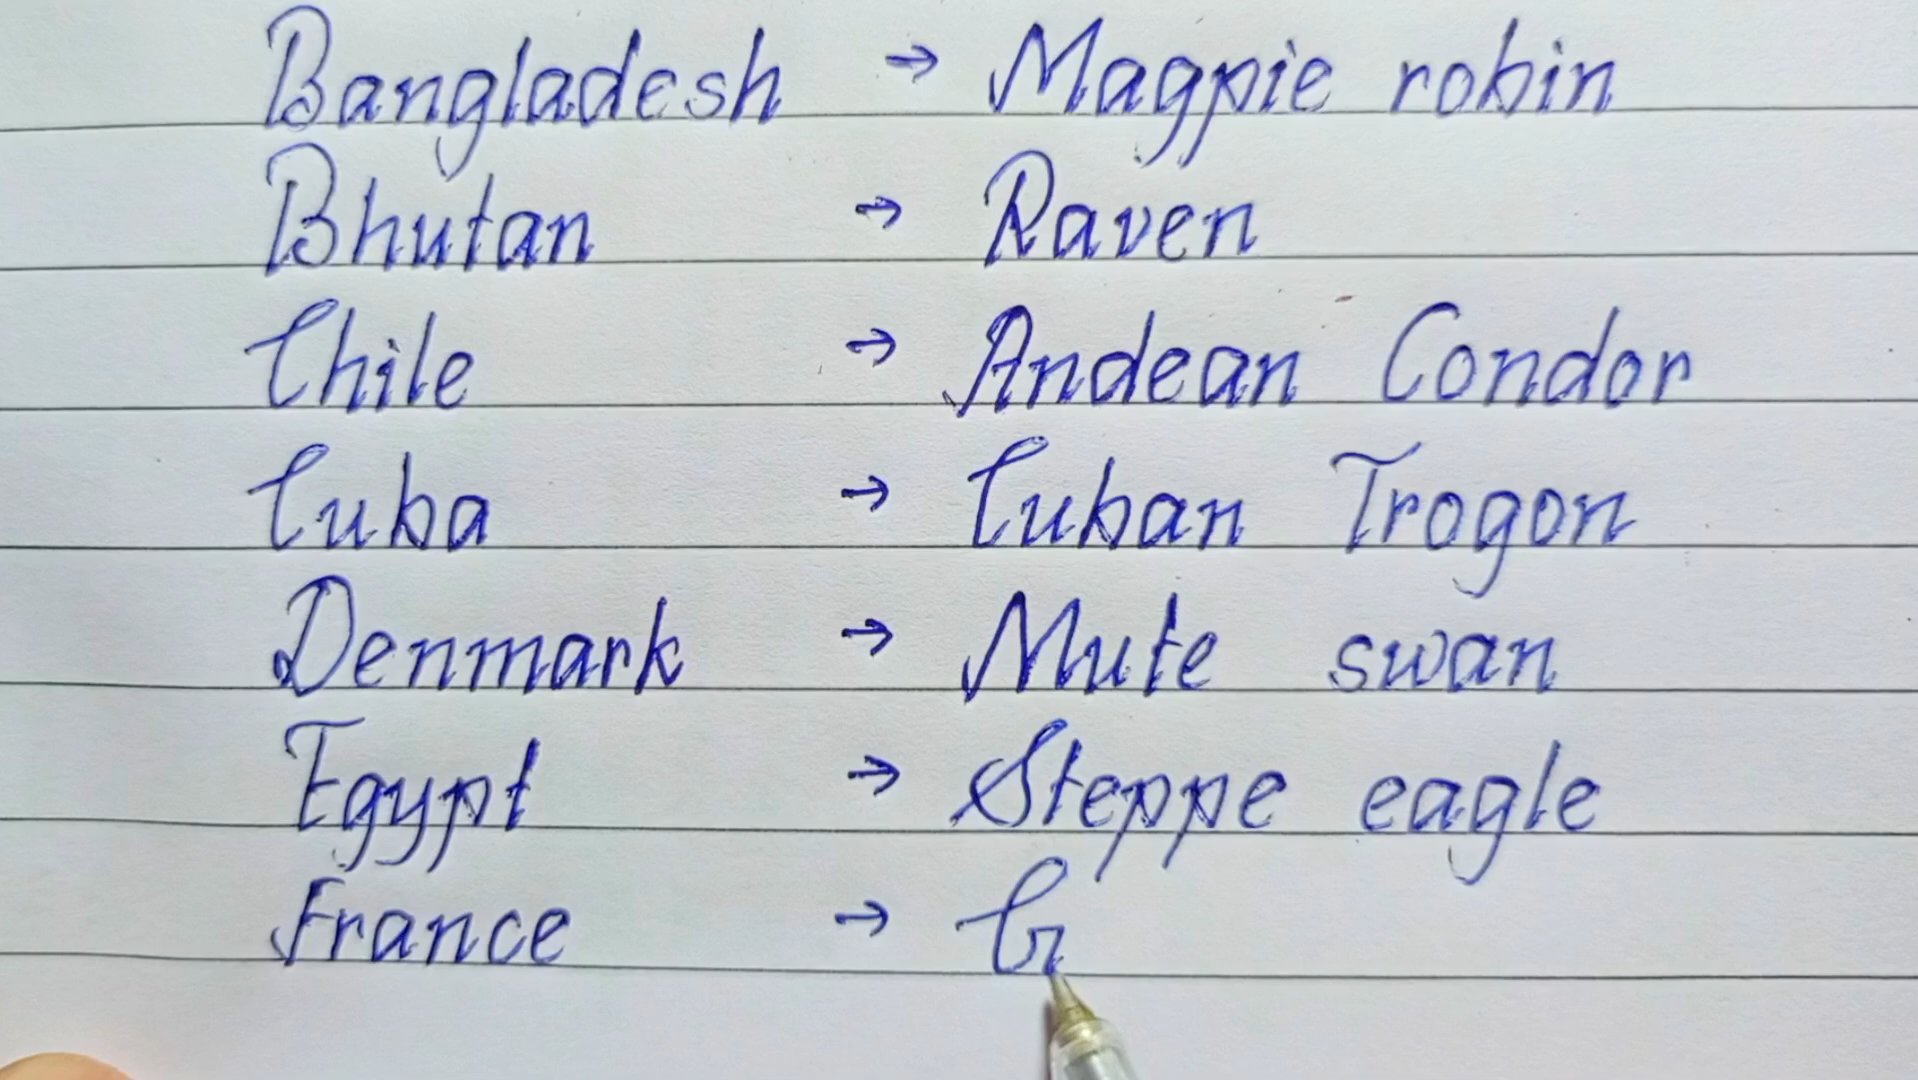 Bangladesh → Magpie robin
Bhutan → Raven
Chile → Andean Condor
Cuba → Cuban Trogon
Denmark → Mute swan
Egypt → Steppe eagle
France → G